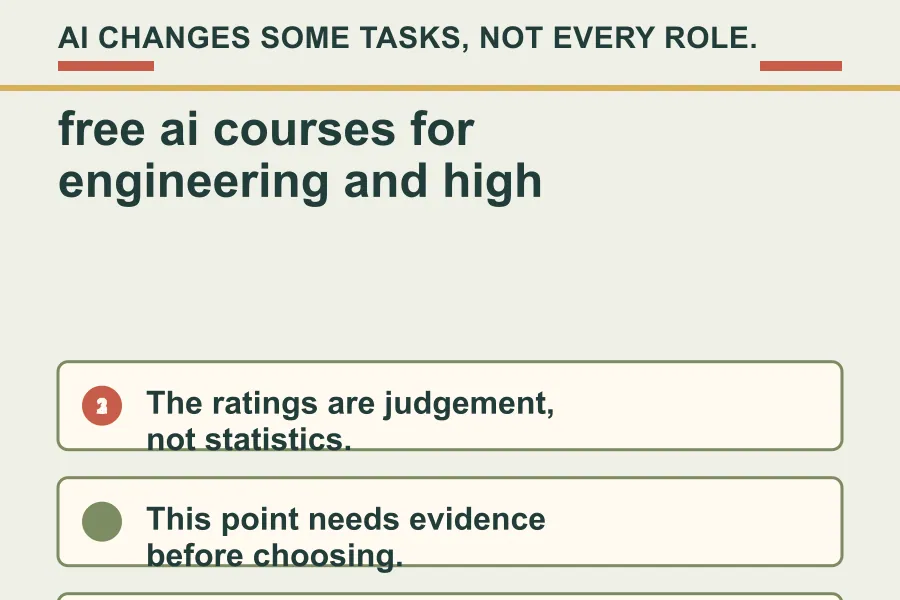 AI CHANGES SOME TASKS, NOT EVERY ROLE.
free ai courses for
engineering and high
The ratings are judgement,
not statistics.
This point needs evidence
before choosing.